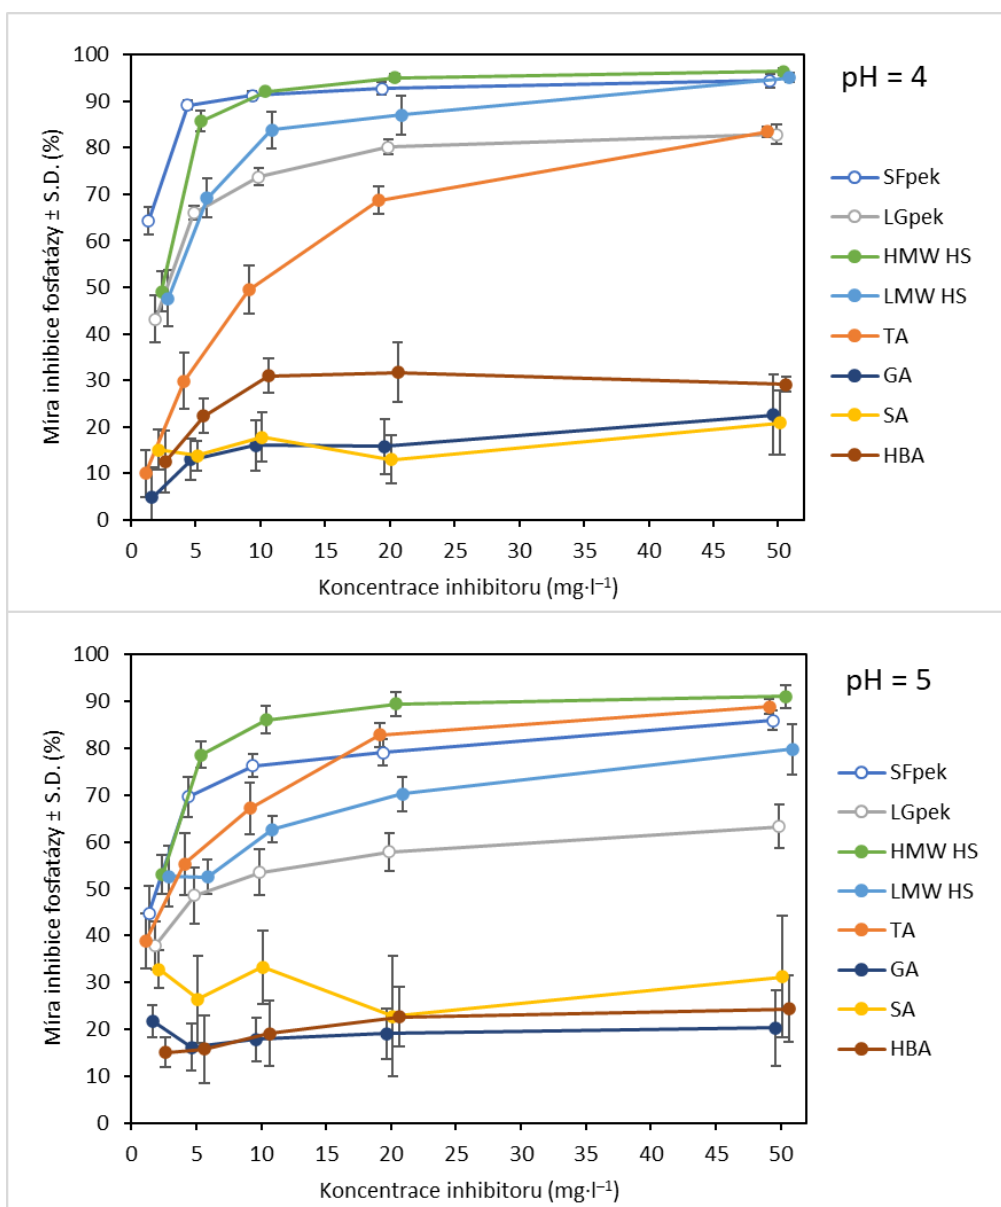 pH = 4
Míra inhibice fosfatázy ± S.D. (%)
100
90
80
70
60
50
40
30
20
10
0
0 5 10 15 20 25 30 35 40 45 50
Koncentrace inhibitoru (mg·l⁻¹)
SFpek
LGpek
HMW HS
LMW HS
TA
GA
SA
HBA
pH = 5
Míra inhibice fosfatázy ± S.D. (%)
100
90
80
70
60
50
40
30
20
10
0
0 5 10 15 20 25 30 35 40 45 50
Koncentrace inhibitoru (mg·l⁻¹)
SFpek
LGpek
HMW HS
LMW HS
TA
GA
SA
HBA